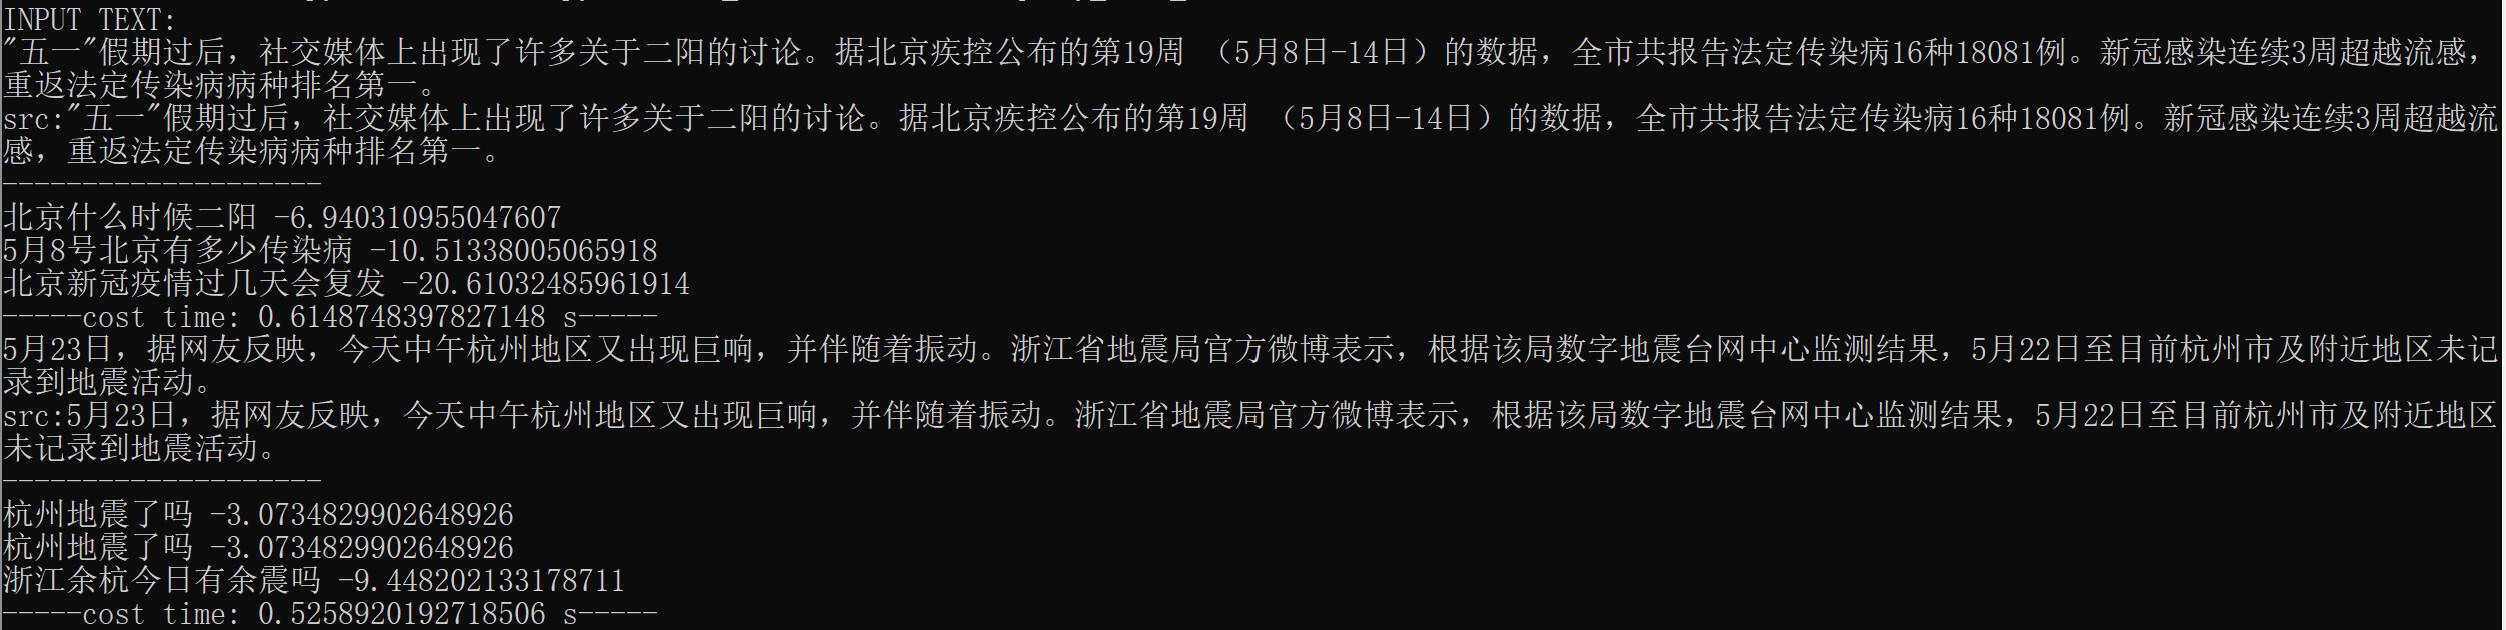 INPUT TEXT:
"五一"假期过后，社交媒体上出现了许多关于二阳的讨论。据北京疾控公布的第19周 （5月8日-14日）的数据，全市共报告法定传染病16种18081例。新冠感染连续3周超越流感，
重返法定传染病病种排名第一。
src:"五一"假期过后，社交媒体上出现了许多关于二阳的讨论。据北京疾控公布的第19周 （5月8日-14日）的数据，全市共报告法定传染病16种18081例。新冠感染连续3周超越流
感，重返法定传染病病种排名第一。
--------------------
北京什么时候二阳 -6.940310955047607
5月8号北京有多少传染病 -10.51338005065918
北京新冠疫情过几天会复发 -20.61032485961914
-----cost time: 0.6148748397827148 s-----
5月23日，据网友反映，今天中午杭州地区又出现巨响，并伴随着振动。浙江省地震局官方微博表示，根据该局数字地震台网中心监测结果，5月22日至目前杭州市及附近地区未记
录到地震活动。
src:5月23日，据网友反映，今天中午杭州地区又出现巨响，并伴随着振动。浙江省地震局官方微博表示，根据该局数字地震台网中心监测结果，5月22日至目前杭州市及附近地区
未记录到地震活动。
--------------------
杭州地震了吗 -3.0734829902648926
杭州地震了吗 -3.0734829902648926
浙江余杭今日有余震吗 -9.448202133178711
-----cost time: 0.5258920192718506 s-----